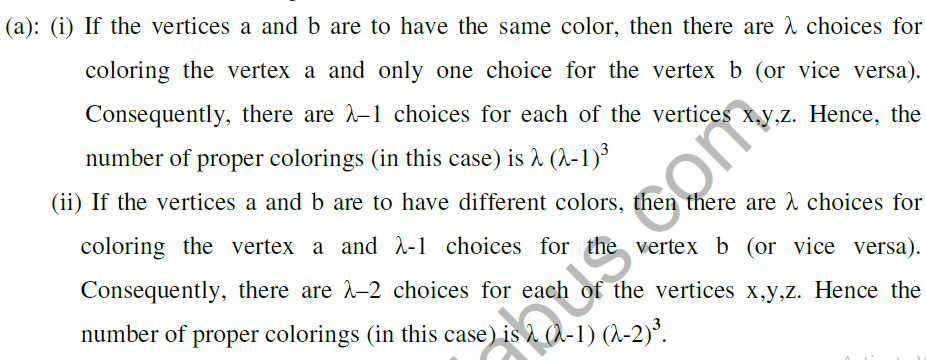 (a): (i) If the vertices a and b are to have the same color, then there are λ choices for
coloring the vertex a and only one choice for the vertex b (or vice versa).
Consequently, there are λ–1 choices for each of the vertices x,y,z. Hence, the
number of proper colorings (in this case) is λ (λ-1)³
(ii) If the vertices a and b are to have different colors, then there are λ choices for
coloring the vertex a and λ-1 choices for the vertex b (or vice versa).
Consequently, there are λ–2 choices for each of the vertices x,y,z. Hence the
number of proper colorings (in this case) is λ (λ-1) (λ-2)³.
abus.com